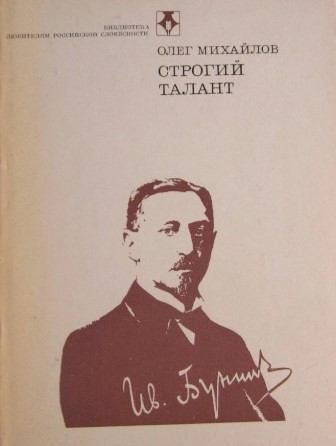 БИБЛИОТЕКА
ЛЮБИТЕЛЯМ РОССИЙСКОЙ СЛОВЕСНОСТИ
ОЛЕГ МИХАЙЛОВ
СТРОГИЙ
ТАЛАНТ
Ив. Бунин